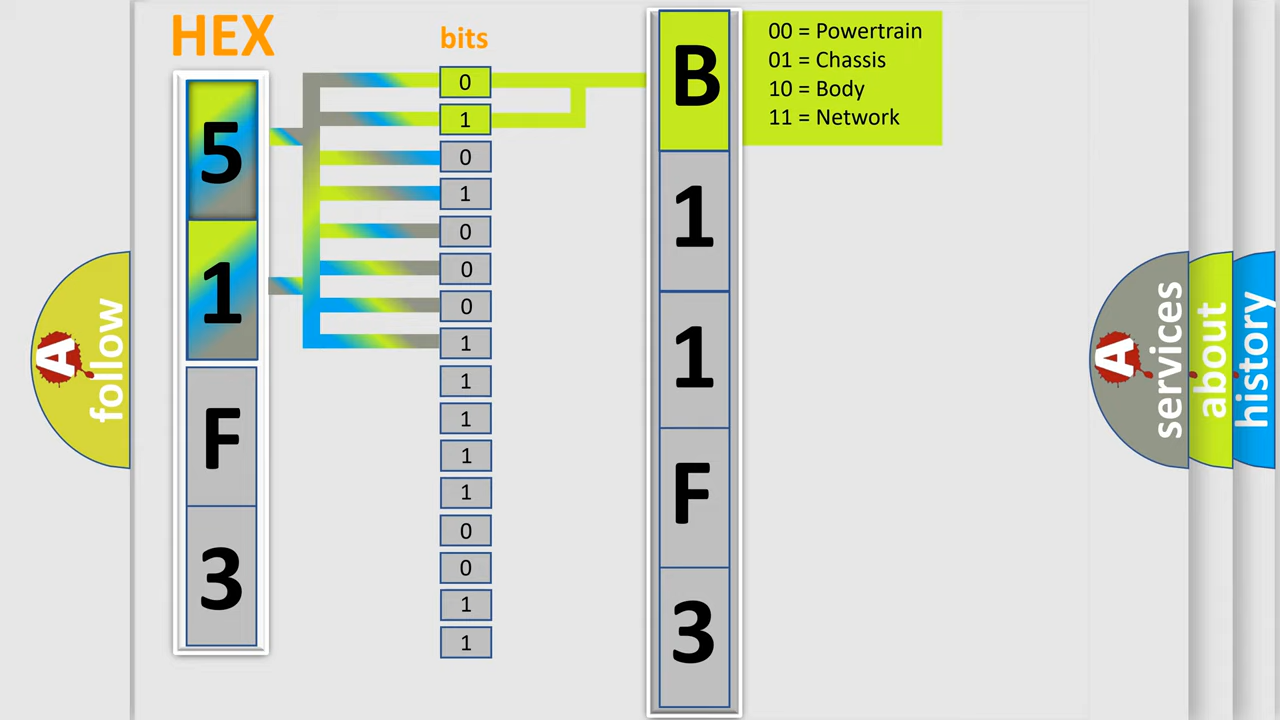 HEX
bits
5
1
F
3
0
1
0
1
0
0
0
1
1
1
1
1
0
0
1
1
B
1
1
F
3
00 = Powertrain
01 = Chassis
10 = Body
11 = Network
A
follow
A
services
about
history